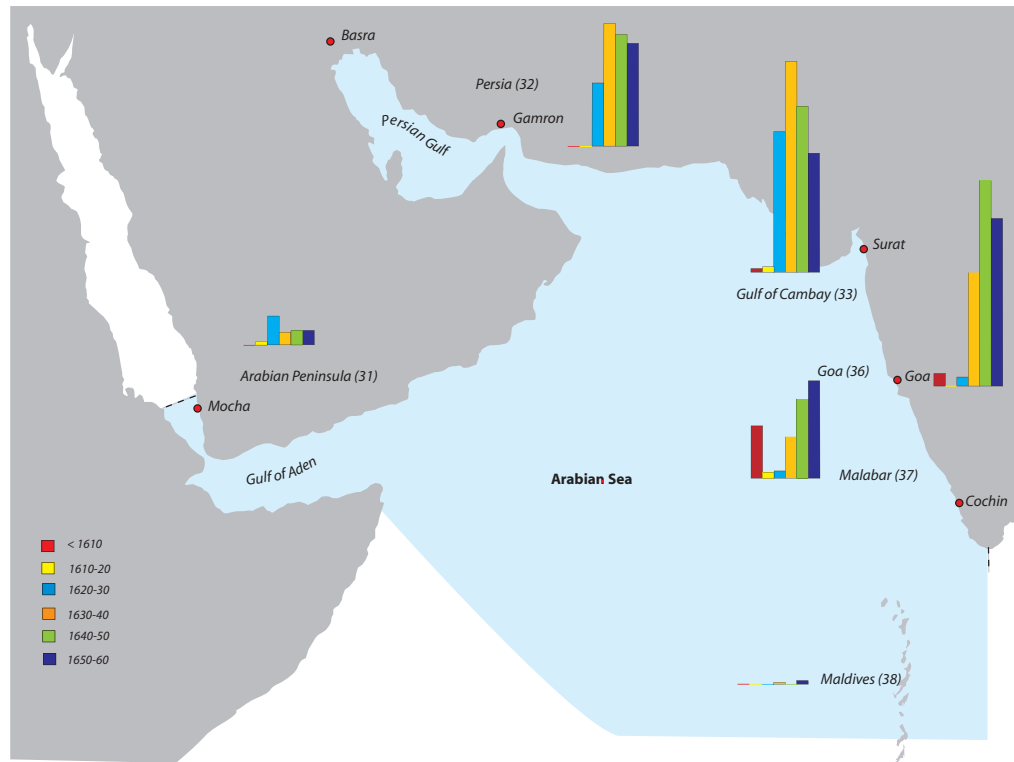 Basra
Persia (32)
Gamron
Persian Gulf
Surat
Gulf of Cambay (33)
Arabian Peninsula (31)
Goa (36)
Goa
Mocha
Gulf of Aden
Arabian Sea
Malabar (37)
Cochin
< 1610
1610-20
1620-30
1630-40
1640-50
1650-60
Maldives (38)